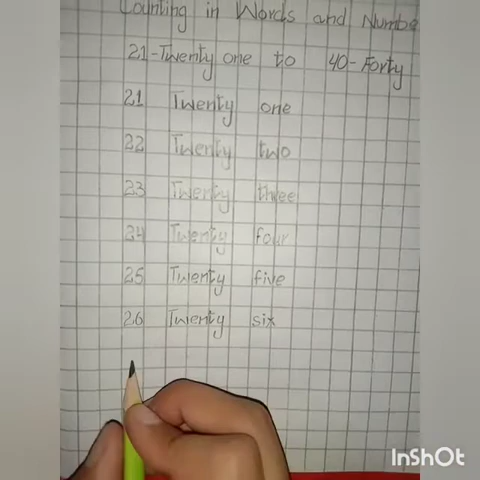 Counting in Words and Numbe
21-Twenty one to 40-Forty
21 Twenty one
22 Twenty two
23 Twenty three
24 Twenty four
25 Twenty five
26 Twenty six
InShOt